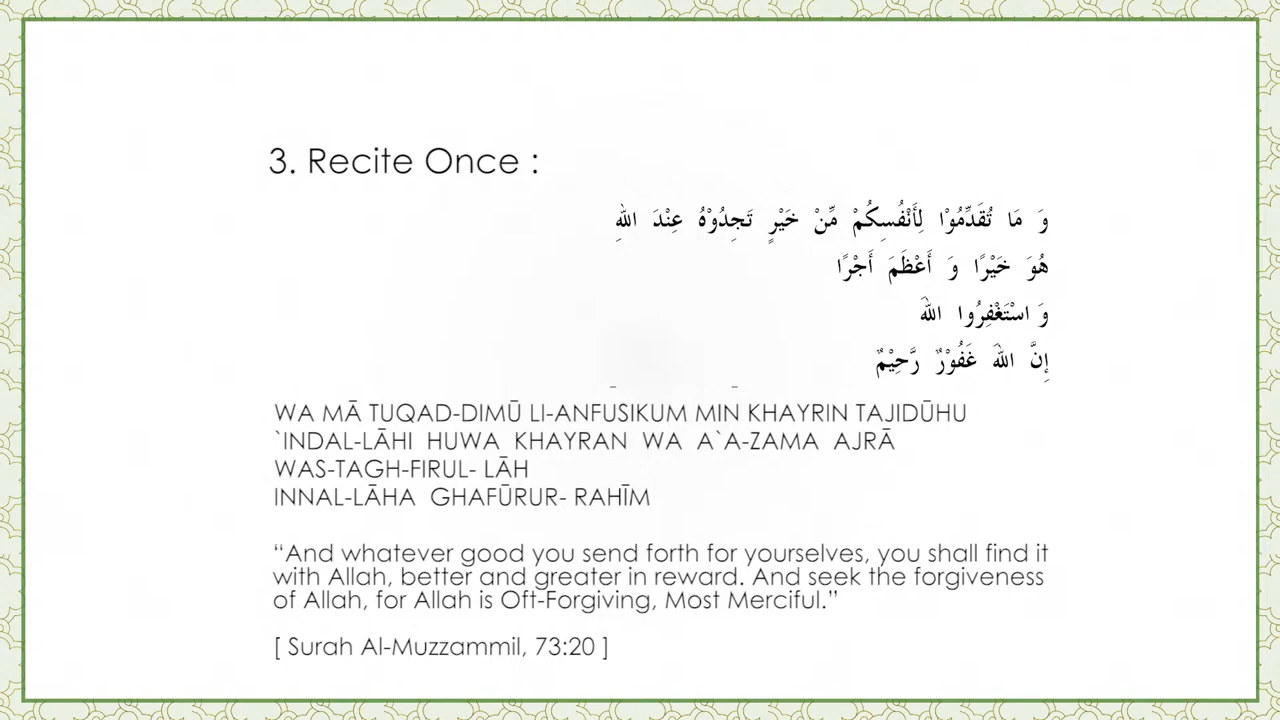 3. Recite Once :
وَ مَا تُقَدِّمُوْا لِأَنْفُسِكُمْ مِّنْ خَيْرٍ تَجِدُوْهُ عِنْدَ اللهِ
هُوَ خَيْرًا وَ أَعْظَمَ أَجْرًا
وَ اسْتَغْفِرُوا اللهَ
إِنَّ اللهَ غَفُوْرٌ رَّحِيْمٌ
WA MĀ TUQAD-DIMŪ LI-ANFUSIKUM MIN KHAYRIN TAJIDŪHU
`INDAL-LĀHI HUWA KHAYRAN WA A`A-ZAMA AJRĀ
WAS-TAGH-FIRUL- LĀH
INNAL-LĀHA GHAFŪRUR- RAHĪM
“And whatever good you send forth for yourselves, you shall find it
with Allah, better and greater in reward. And seek the forgiveness
of Allah, for Allah is Oft-Forgiving, Most Merciful.”
[ Surah Al-Muzzammil, 73:20 ]